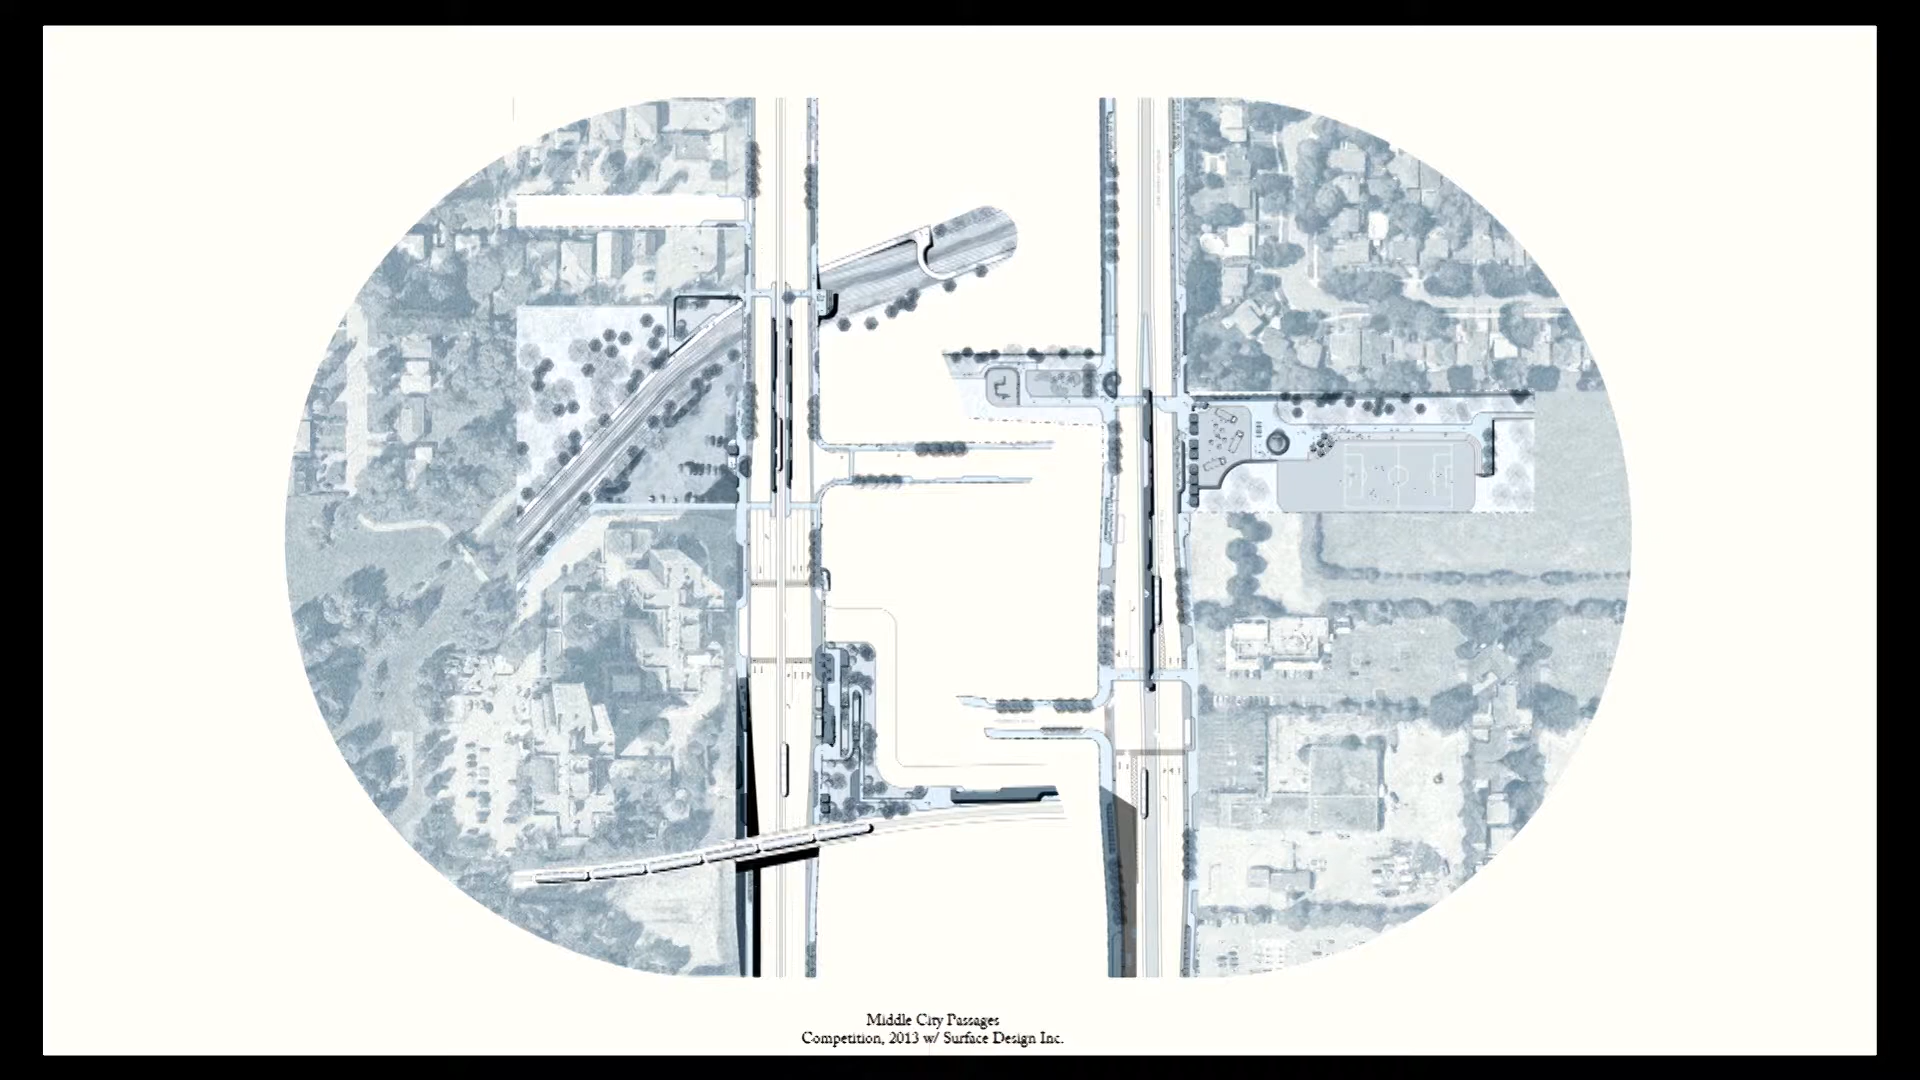 Middle City Passages
Competition, 2013 w/ Surface Design Inc.